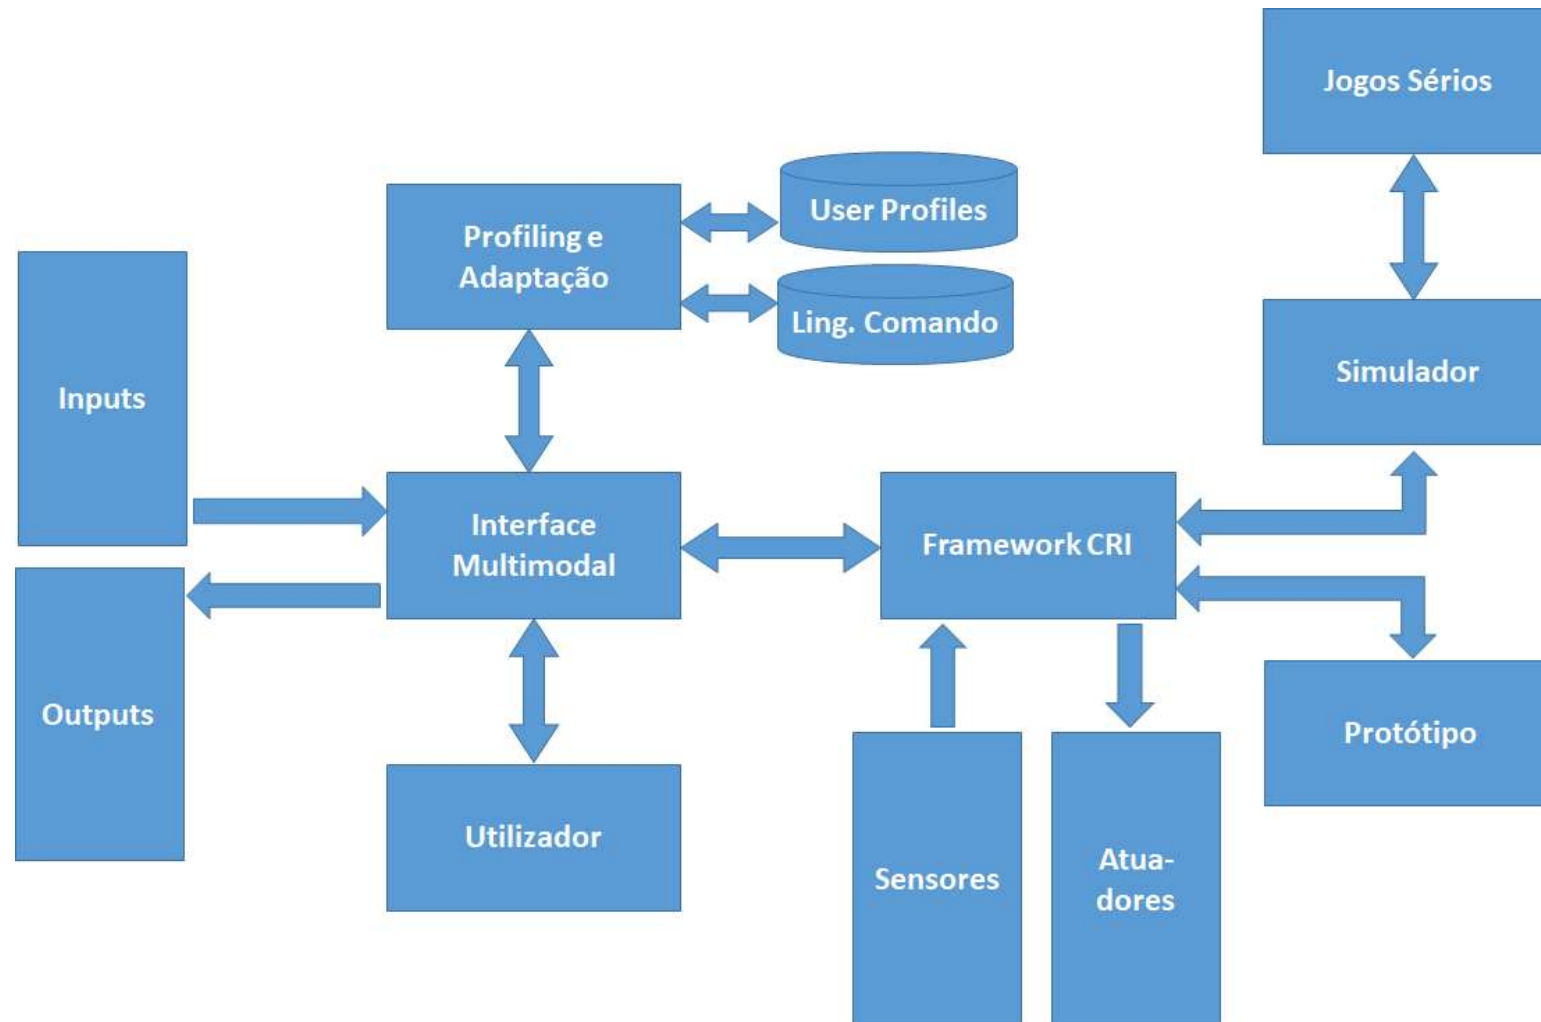 Jogos Sérios
User Profiles
Profiling e
Adaptação
Ling. Comando
Inputs
Simulador
Interface
Multimodal
Framework CRI
Outputs
Protótipo
Utilizador
Sensores
Atua-
dores